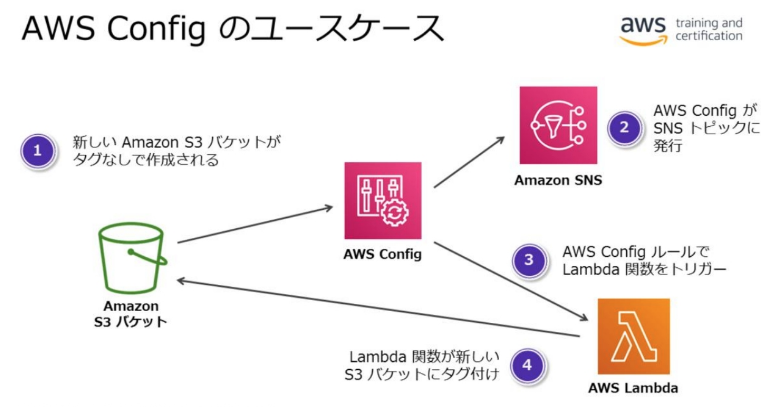 AWS Config のユースケース
aws training and
certification
1
新しい Amazon S3 バケットが
タグなしで作成される
2
AWS Config が
SNS トピックに
発行
Amazon SNS
AWS Config
3
AWS Config ルールで
Lambda 関数をトリガー
Amazon
S3 バケット
Lambda 関数が新しい
S3 バケットにタグ付け
4
AWS Lambda